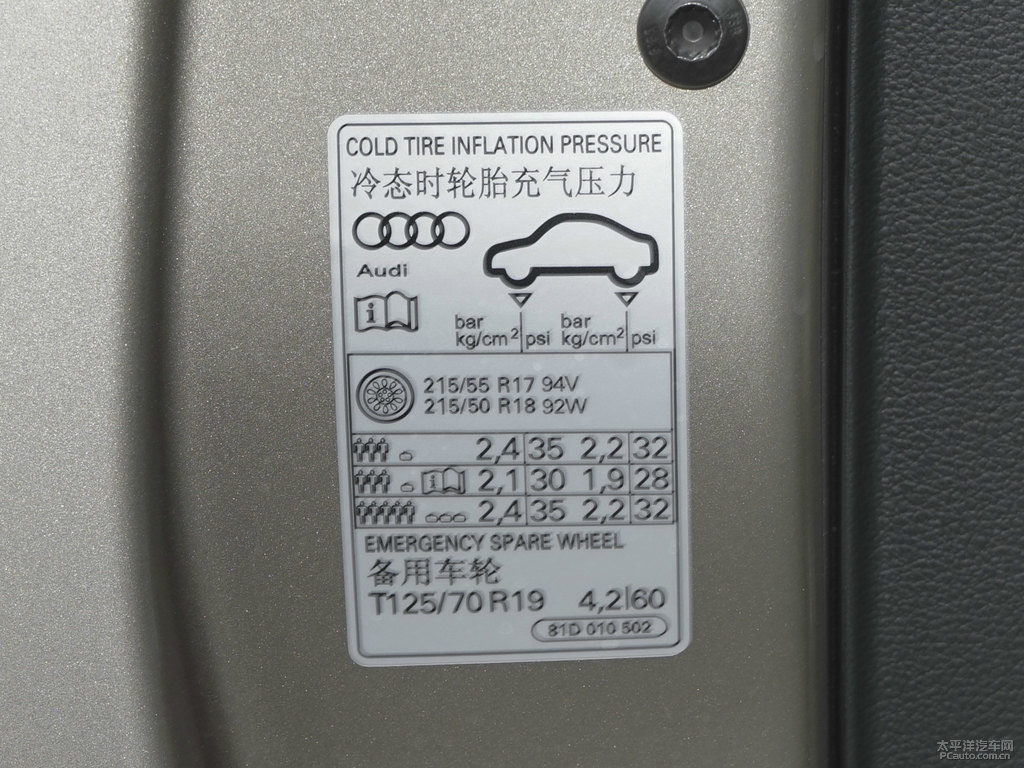 COLD TIRE INFLATION PRESSURE
冷态时轮胎充气压力
Audi
i
bar psi bar psi
kg/cm² kg/cm²
215/55 R17 94V
215/50 R18 92W
2,4 35 2,2 32
i 2,1 30 1,9 28
2,4 35 2,2 32
EMERGENCY SPARE WHEEL
备用车轮
T125/70 R19 4,2|60
81D 010 502
太平洋汽车网
PCauto.com.cn